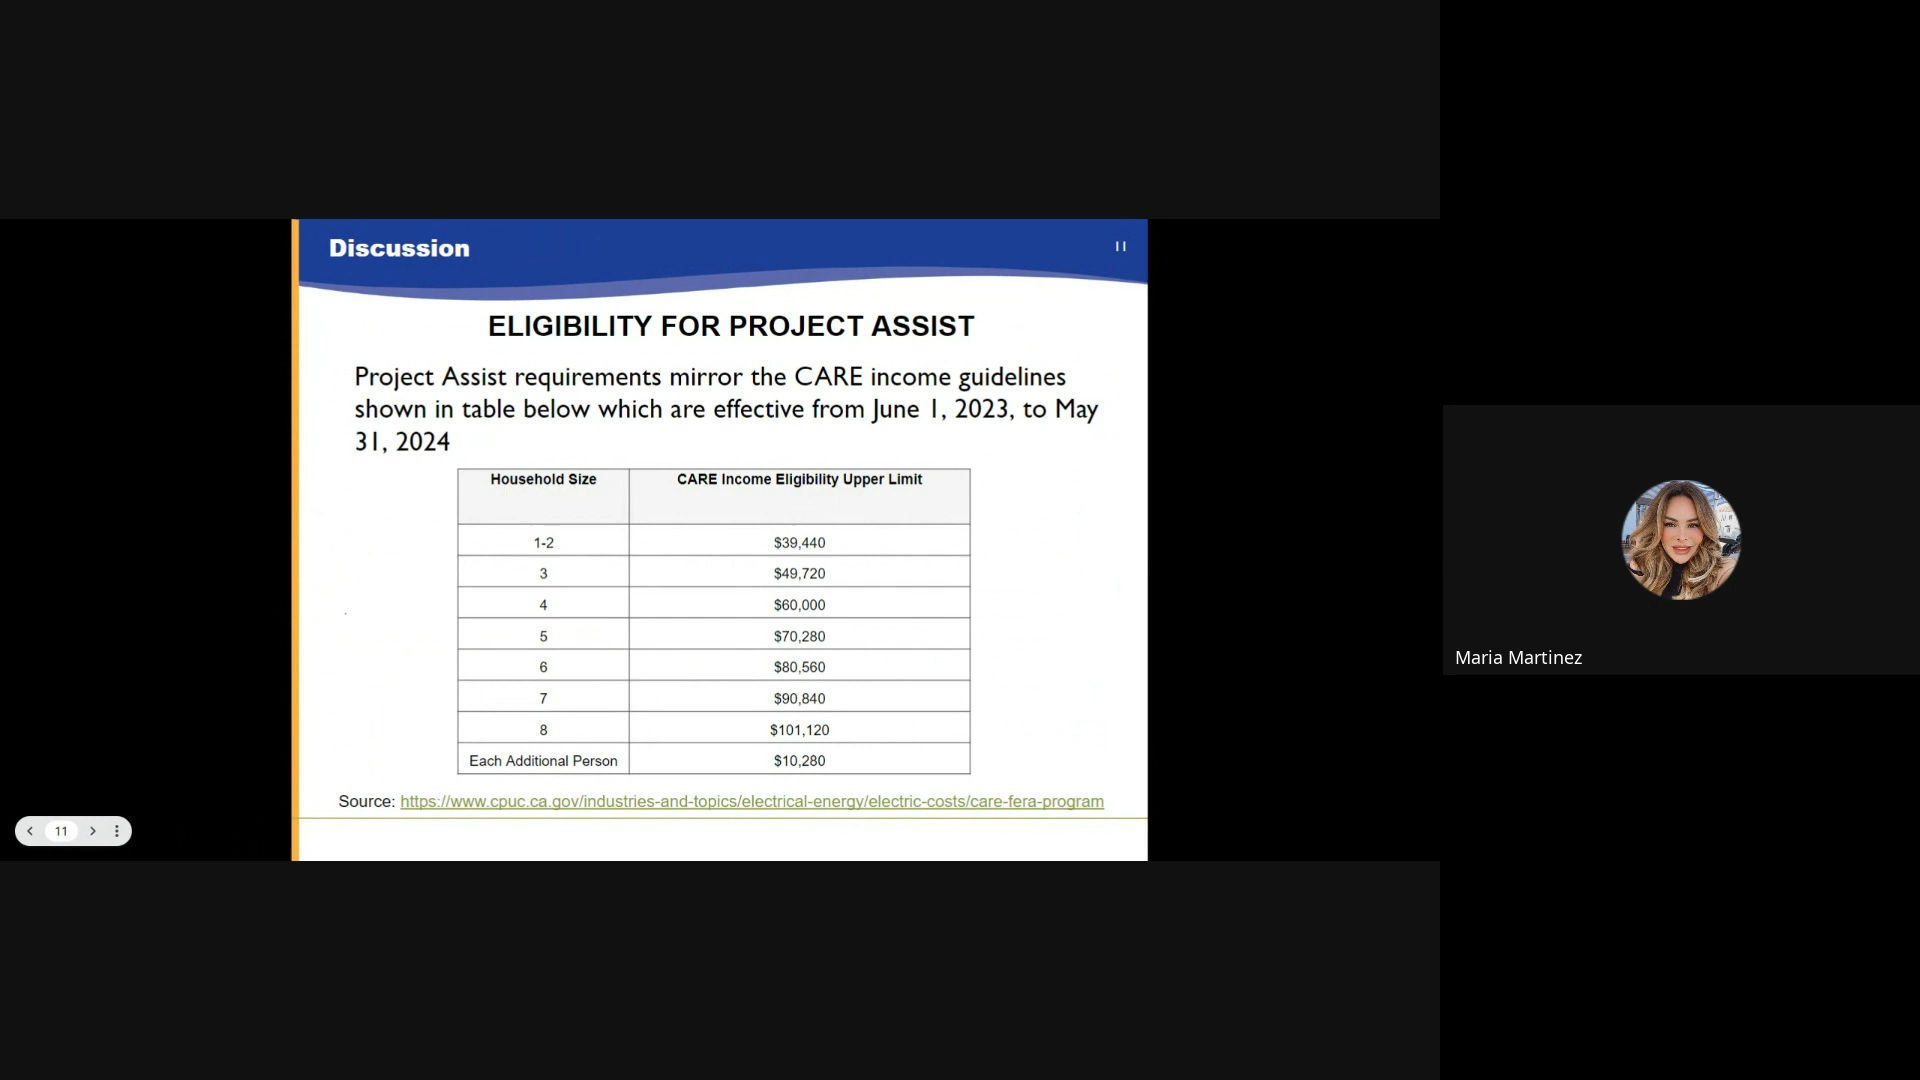 Discussion
11
ELIGIBILITY FOR PROJECT ASSIST
Project Assist requirements mirror the CARE income guidelines
shown in table below which are effective from June 1, 2023, to May
31, 2024
Household Size CARE Income Eligibility Upper Limit
1-2 $39,440
3 $49,720
4 $60,000
5 $70,280
6 $80,560
7 $90,840
8 $101,120
Each Additional Person $10,280
Source: https://www.cpuc.ca.gov/industries-and-topics/electrical-energy/electric-costs/care-fera-program
11
Maria Martinez